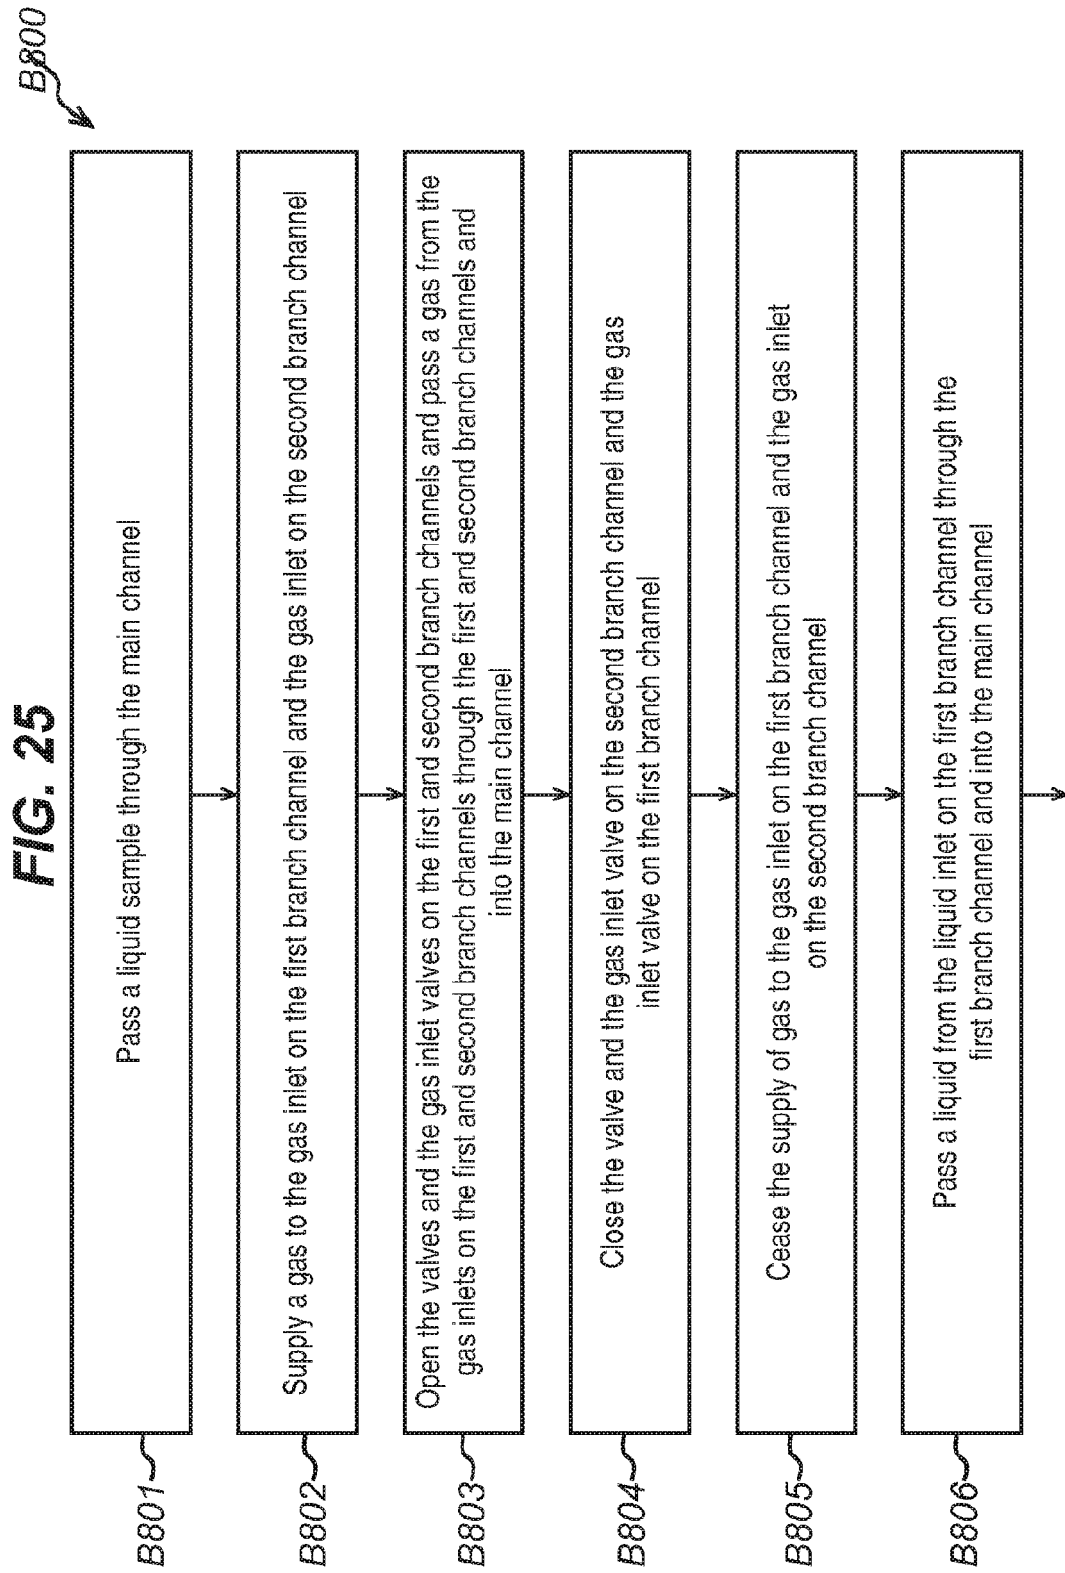 FIG. 25
B800
B801
Pass a liquid sample through the main channel
B802
Supply a gas to the gas inlet on the first branch channel and the gas inlet on the second branch channel
B803
Open the valves and the gas inlet valves on the first and second branch channels and pass a gas from the
gas inlets on the first and second branch channels through the first and second branch channels and
into the main channel
B804
Close the valve and the gas inlet valve on the second branch channel and the gas
inlet valve on the first branch channel
B805
Cease the supply of gas to the gas inlet on the first branch channel and the gas inlet
on the second branch channel
B806
Pass a liquid from the liquid inlet on the first branch channel through the
first branch channel and into the main channel